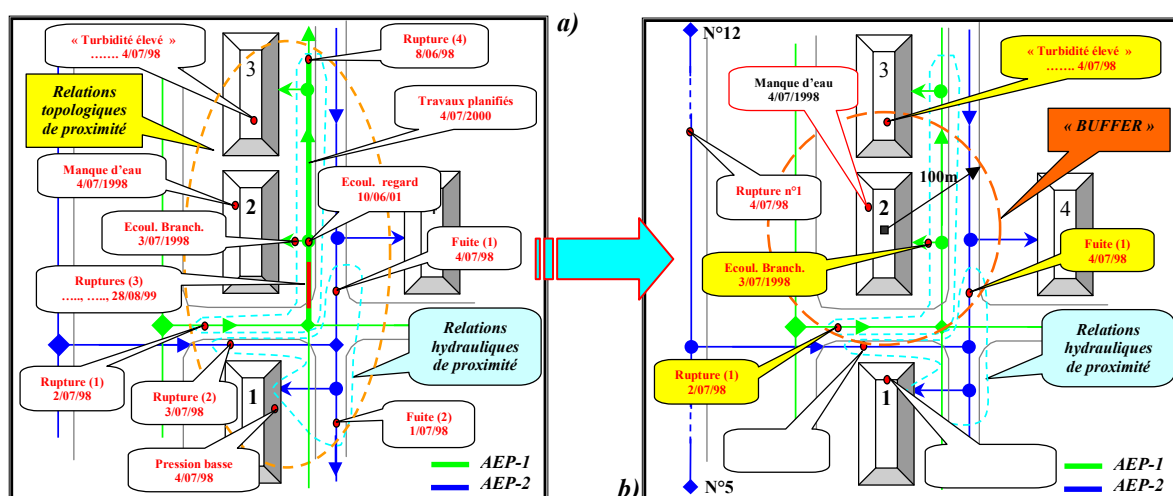 a)
« Turbidité élevé »
……. 4/07/98
Rupture (4)
8/06/98
3
Relations
topologiques
de proximité
Travaux planifiés
4/07/2000
Manque d’eau
4/07/1998
2
Ecoul. regard
10/06/01
Ecoul. Branch.
3/07/1998
Fuite (1)
4/07/98
Ruptures (3)
….., ….., 28/08/99
Relations
hydrauliques
de proximité
Rupture (1)
2/07/98
Rupture (2)
3/07/98
1
Fuite (2)
1/07/98
Pression basse
4/07/98
AEP-1
AEP-2
b)
N°12
« Turbidité élevé »
……. 4/07/98
3
Manque d’eau
4/07/1998
« BUFFER »
100m
Rupture n°1
4/07/98
2
4
Ecoul. Branch.
3/07/1998
Fuite (1)
4/07/98
Relations
hydrauliques
de proximité
Rupture (1)
2/07/98
1
AEP-1
AEP-2
N°5